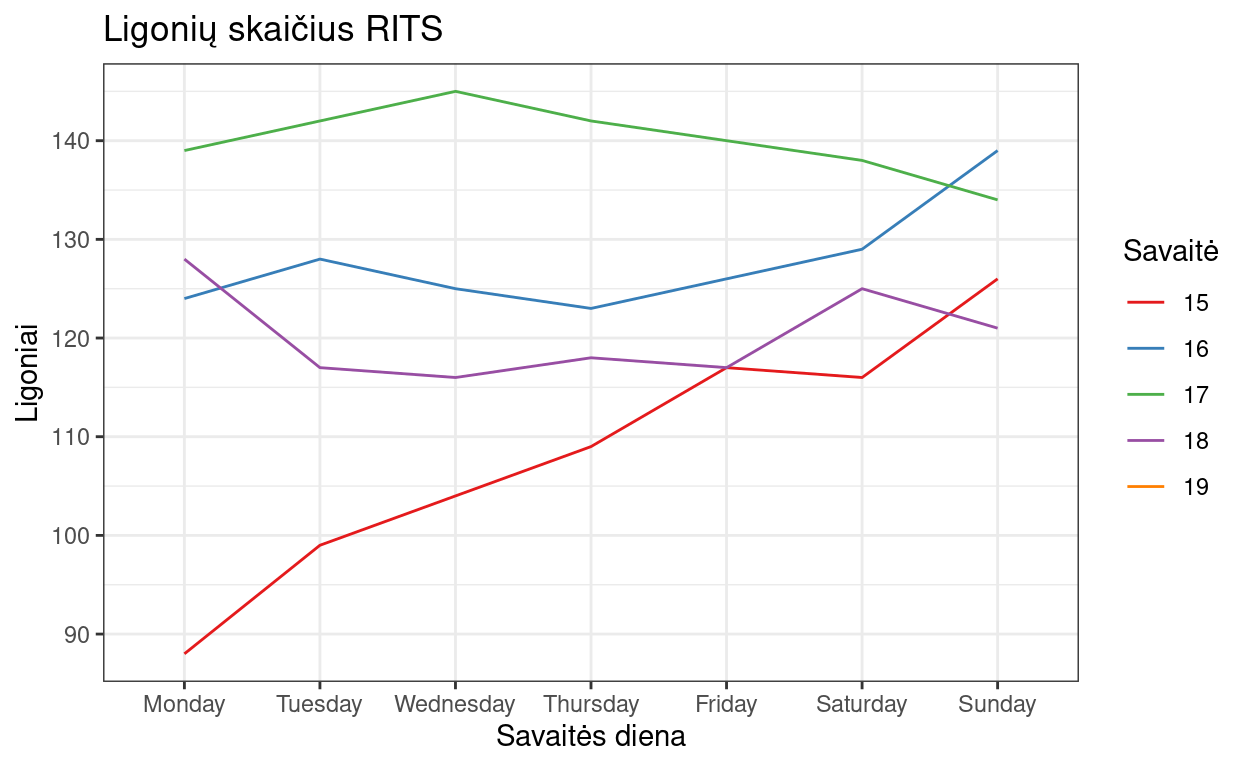 Ligonių skaičius RITS
140
130
120
110
100
90
Ligoniai
Monday Tuesday Wednesday Thursday Friday Saturday Sunday
Savaitės diena
Savaitė
15
16
17
18
19